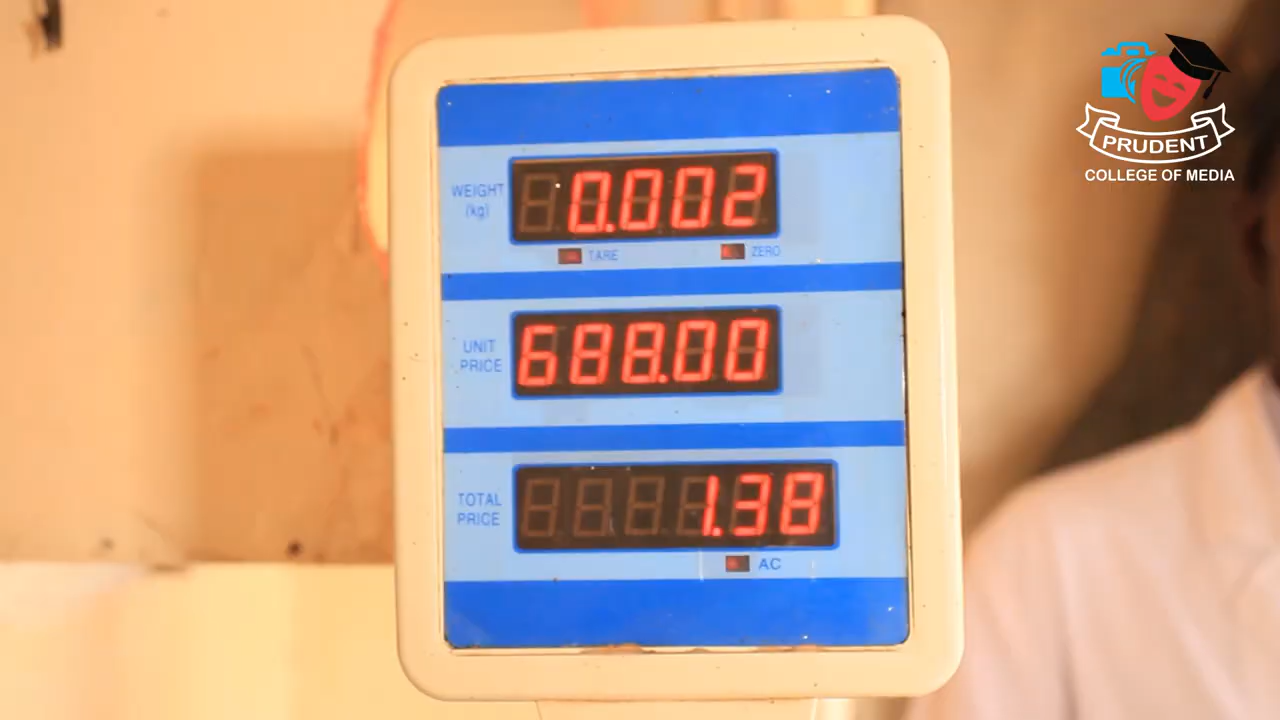 PRUDENT
COLLEGE OF MEDIA
WEIGHT
(kg)
0.002
TARE ZERO
UNIT
PRICE
688.00
TOTAL
PRICE
1.38
AC